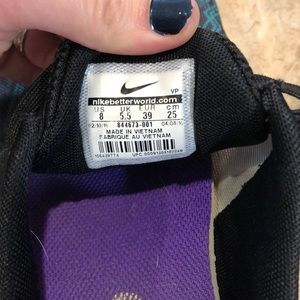 VP
nikebetterworld.com
US UK EUR cm
8 5.5 39 25
844673-001
MADE IN VIETNAM
FABRIQUE AU VIETNAM